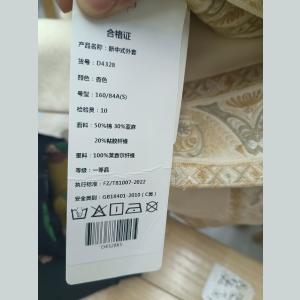 合格证
产品名称：新中式外套
货号：D4328
颜色：杏色
号型：160/84A(S)
检验员：10
面料：50%棉 30%亚麻
20%粘胶纤维
里料：100%莱赛尔纤维
等级：一等品
执行标准：FZ/T81007-2022
安全类别：GB18401-2010（C类）